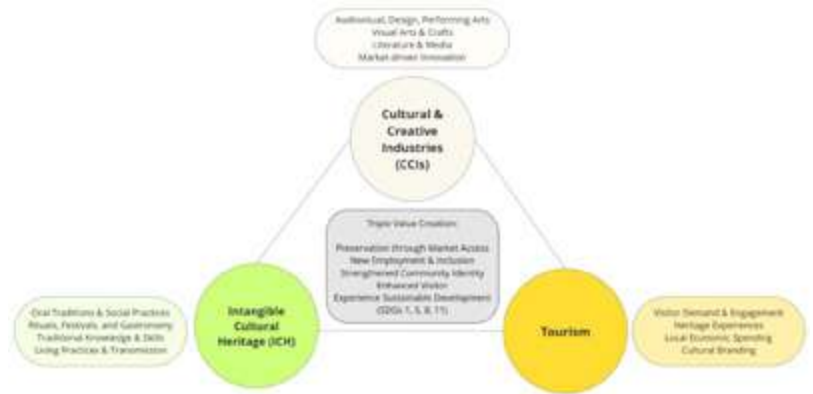 Audiovisual, Design, Performing Arts
Visual Arts & Crafts
Literature & Media
Market-driven Innovation
Cultural &
Creative
Industries
(CCIs)
Triple Value Creation:
Preservation through Market Access
New Employment & Inclusion
Strengthened Community Identity
Enhanced Visitor
Experience Sustainable Development
(SDGs 1, 5, 8, 11)
Oral Traditions & Social Practices
Rituals, Festivals, and Gastronomy
Traditional Knowledge & Skills
Living Practices & Transmission
Intangible
Cultural
Heritage (ICH)
Tourism
Visitor Demand & Engagement
Heritage Experiences
Local Economic Spending
Cultural Branding